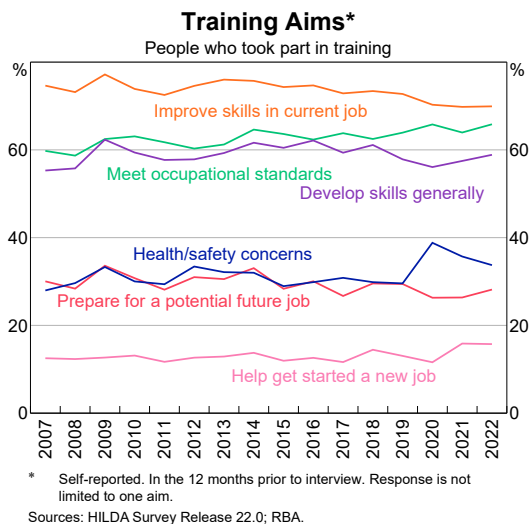 Training Aims*
People who took part in training
% %
Improve skills in current job
60 60
Meet occupational standards
Develop skills generally
40 40
Health/safety concerns
Prepare for a potential future job
20 20
Help get started a new job
0 0
2007 2008 2009 2010 2011 2012 2013 2014 2015 2016 2017 2018 2019 2020 2021 2022
* Self-reported. In the 12 months prior to interview. Response is not
limited to one aim.
Sources: HILDA Survey Release 22.0; RBA.